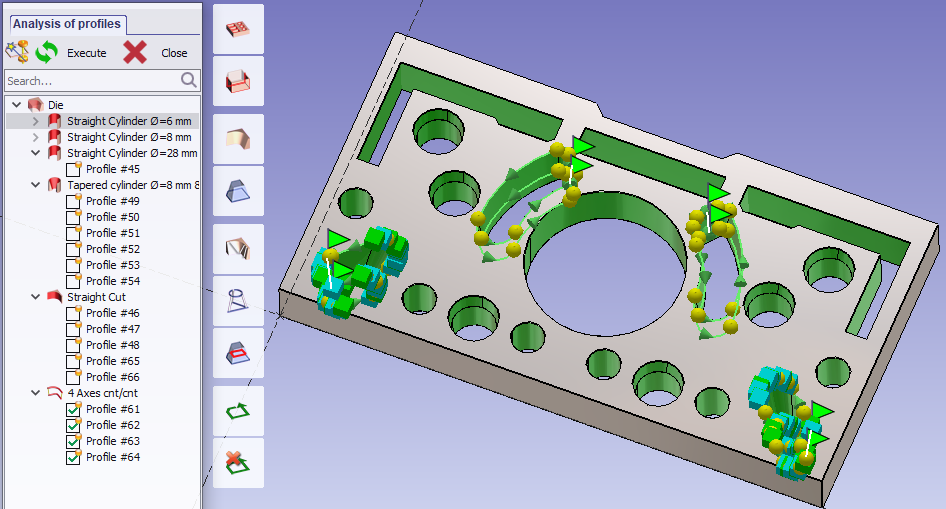 Analysis of profiles
Execute Close
Search...
Die
Straight Cylinder Ø=6 mm
Straight Cylinder Ø=8 mm
Straight Cylinder Ø=28 mm
Profile #45
Tapered cylinder Ø=8 mm 8
Profile #49
Profile #50
Profile #51
Profile #52
Profile #53
Profile #54
Straight Cut
Profile #46
Profile #47
Profile #48
Profile #65
Profile #66
4 Axes cnt/cnt
Profile #61
Profile #62
Profile #63
Profile #64